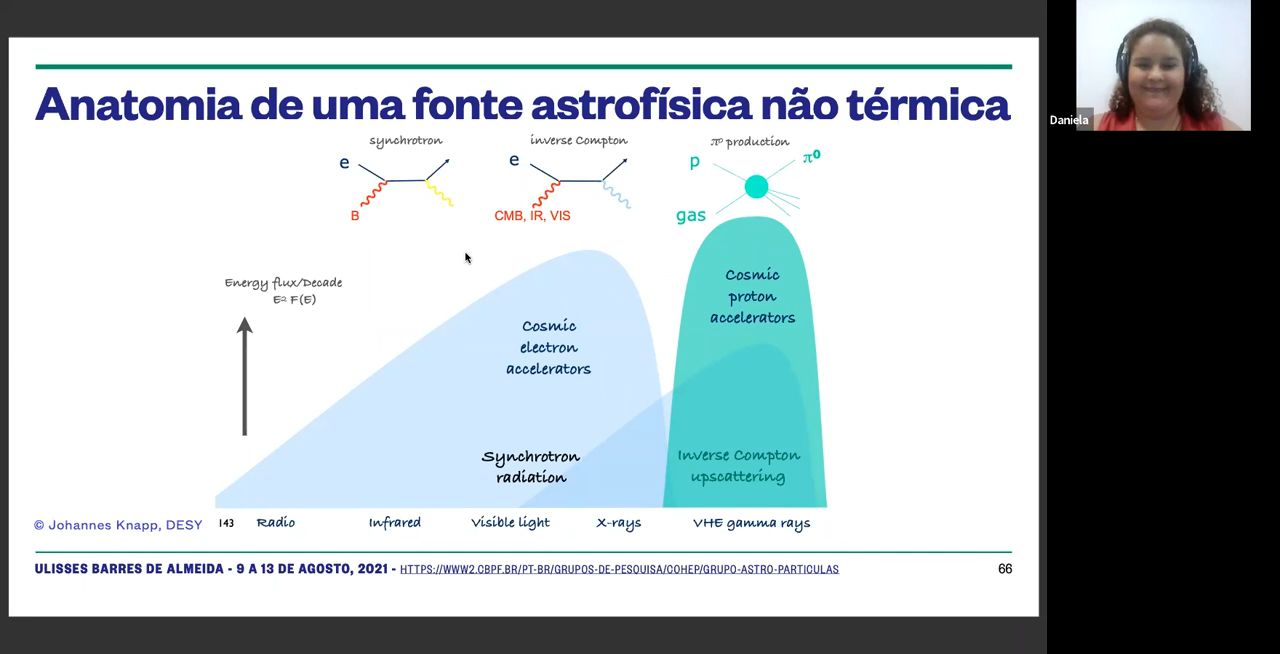 Anatomia de uma fonte astrofísica não térmica
synchrotron
inverse Compton
π⁰ production
e
e
p
π⁰
B
CMB, IR, VIS
gas
Energy flux/Decade
E² F(E)
Cosmic
electron
accelerators
Cosmic
proton
accelerators
Synchrotron
radiation
Inverse Compton
upscattering
© Johannes Knapp, DESY
143
Radio
Infrared
Visible light
X-rays
VHE gamma rays
ULISSES BARRES DE ALMEIDA - 9 A 13 DE AGOSTO, 2021 - HTTPS://WWW2.CBPF.BR/PT-BR/GRUPOS-DE-PESQUISA/COHEP/GRUPO-ASTRO-PARTICULAS
66
Daniela